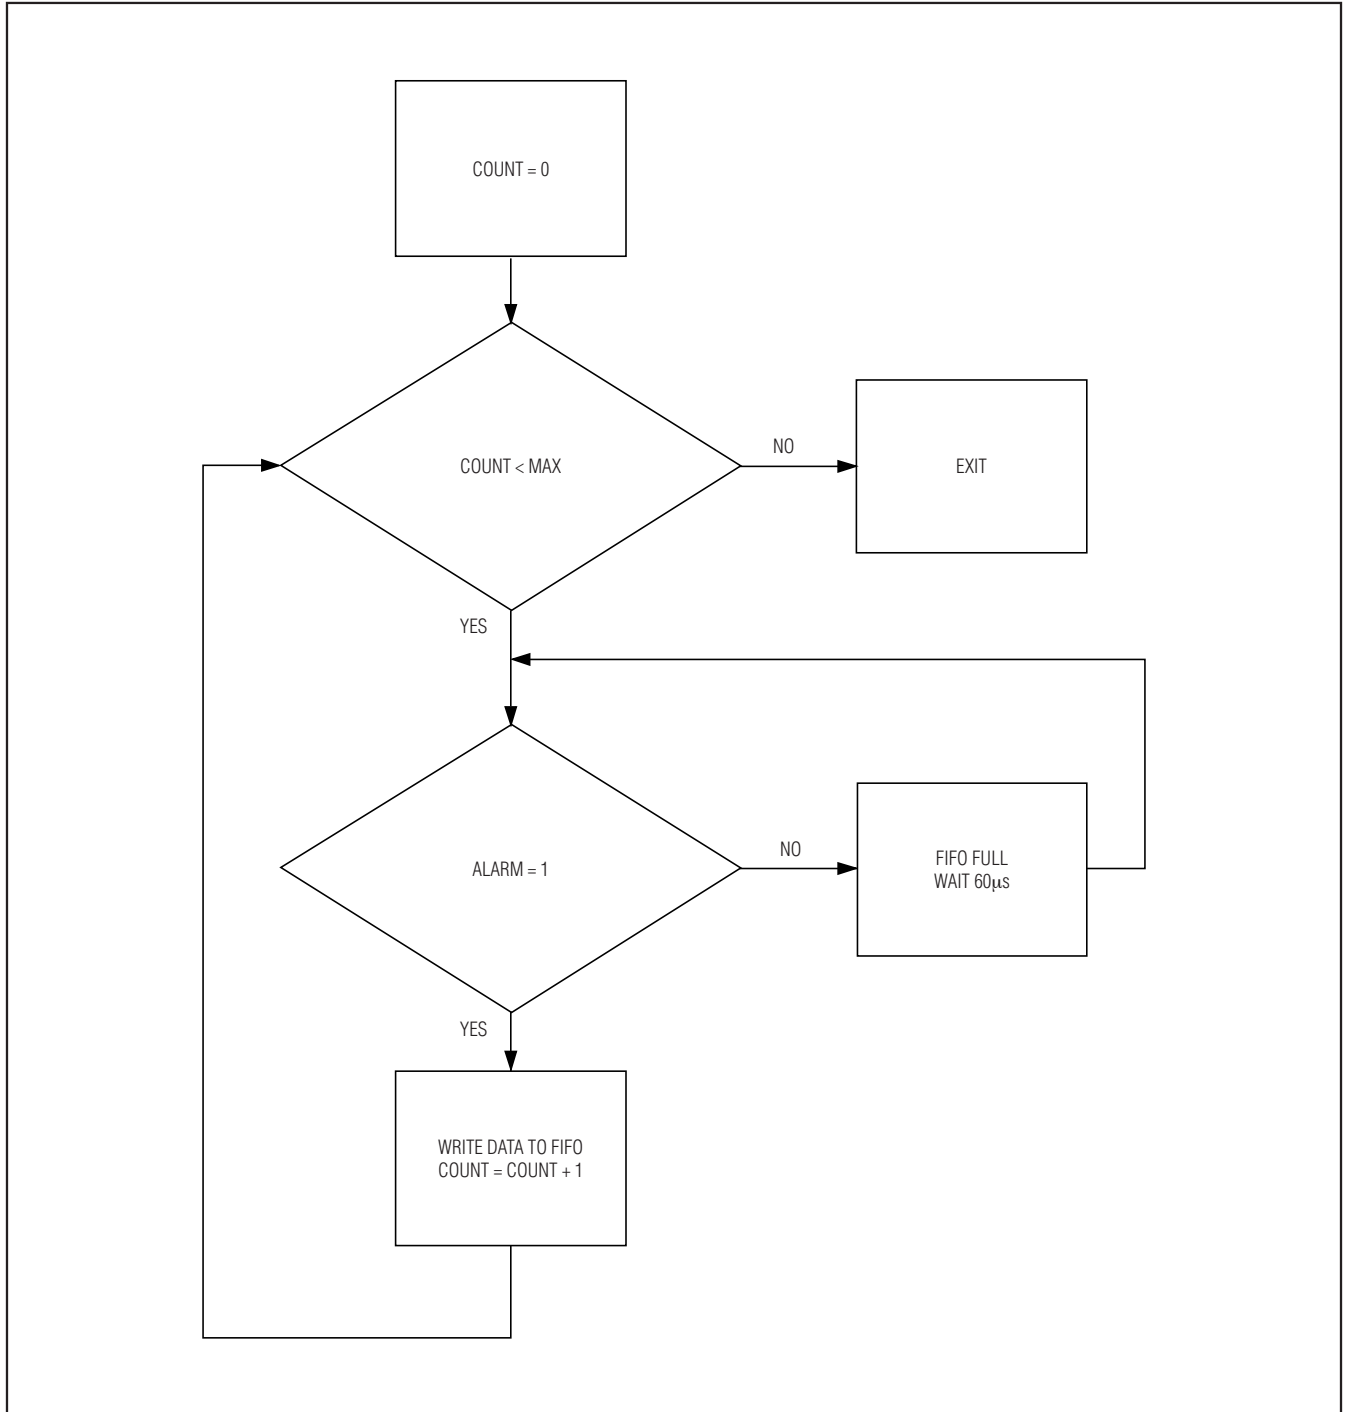 COUNT = 0
COUNT < MAX
NO
EXIT
YES
ALARM = 1
NO
FIFO FULL
WAIT 60μs
YES
WRITE DATA TO FIFO
COUNT = COUNT + 1